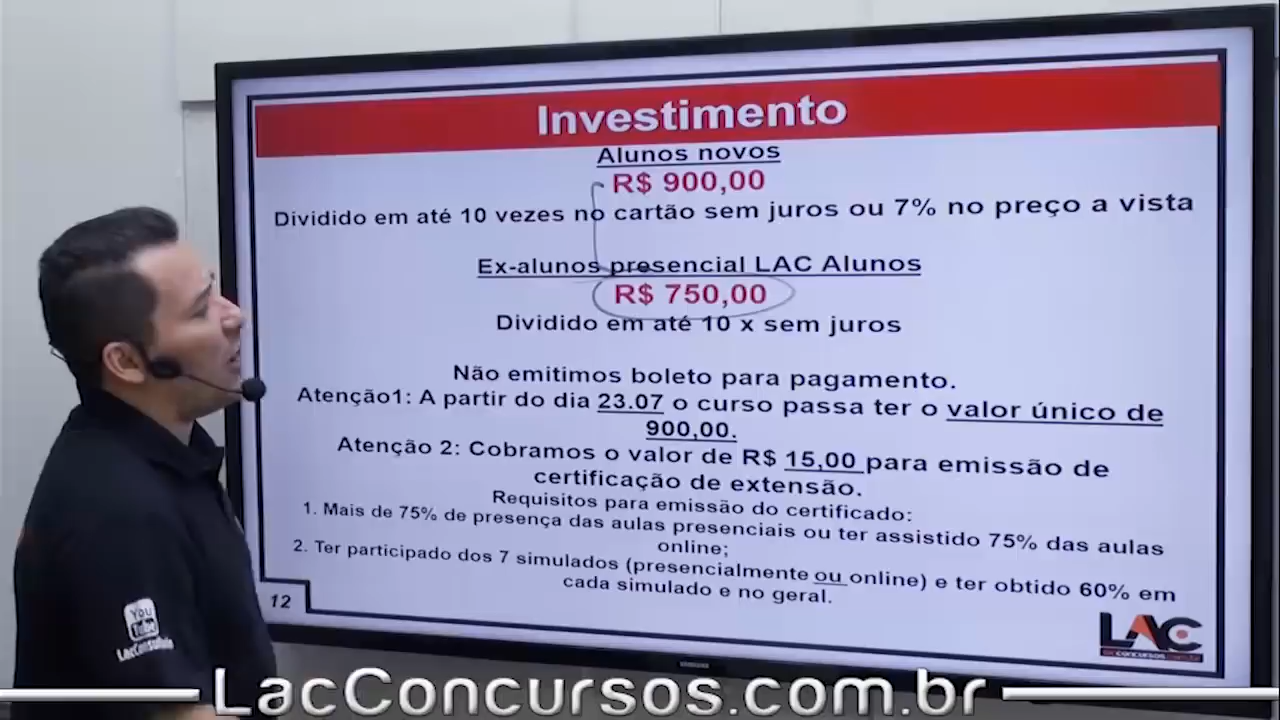 Investimento
Alunos novos
R$ 900,00
Dividido em até 10 vezes no cartão sem juros ou 7% no preço a vista
Ex-alunos presencial LAC Alunos
R$ 750,00
Dividido em até 10 x sem juros
Não emitimos boleto para pagamento.
Atenção1: A partir do dia 23.07 o curso passa ter o valor único de
900,00.
Atenção 2: Cobramos o valor de R$ 15,00 para emissão de
certificação de extensão.
Requisitos para emissão do certificado:
1. Mais de 75% de presença das aulas presenciais ou ter assistido 75% das aulas
online;
2. Ter participado dos 7 simulados (presencialmente ou online) e ter obtido 60% em
cada simulado e no geral.
12
LAC
lacconcursos.com.br
You
Tube
LacConcursos.com.br